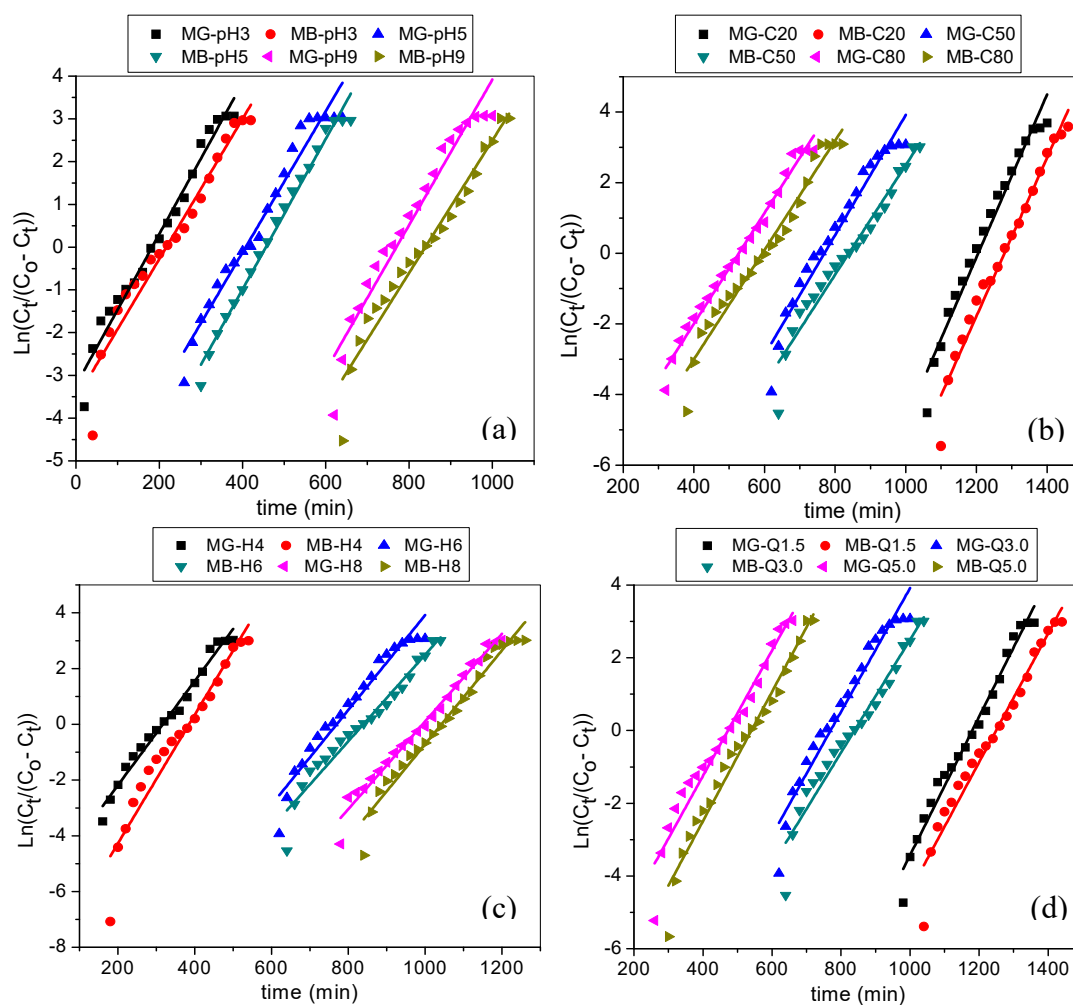 MG-pH3 MB-pH3 MG-pH5
MB-pH5 MG-pH9 MB-pH9
4
3
2
1
0
-1
-2
-3
-4
-5
Ln(Ct/(Co- Ct))
0 200 400 600 800 1000
time (min)
(a)
MG-C20 MB-C20 MG-C50
MB-C50 MG-C80 MB-C80
4
2
0
-2
-4
-6
Ln(Ct/(Co- Ct))
200 400 600 800 1000 1200 1400
time (min)
(b)
MG-H4 MB-H4 MG-H6
MB-H6 MG-H8 MB-H8
4
2
0
-2
-4
-6
-8
Ln(Ct/(Co- Ct))
200 400 600 800 1000 1200
time (min)
(c)
MG-Q1.5 MB-Q1.5 MG-Q3.0
MB-Q3.0 MG-Q5.0 MB-Q5.0
4
2
0
-2
-4
-6
Ln(Ct/(Co- Ct))
200 400 600 800 1000 1200 1400
time (min)
(d)